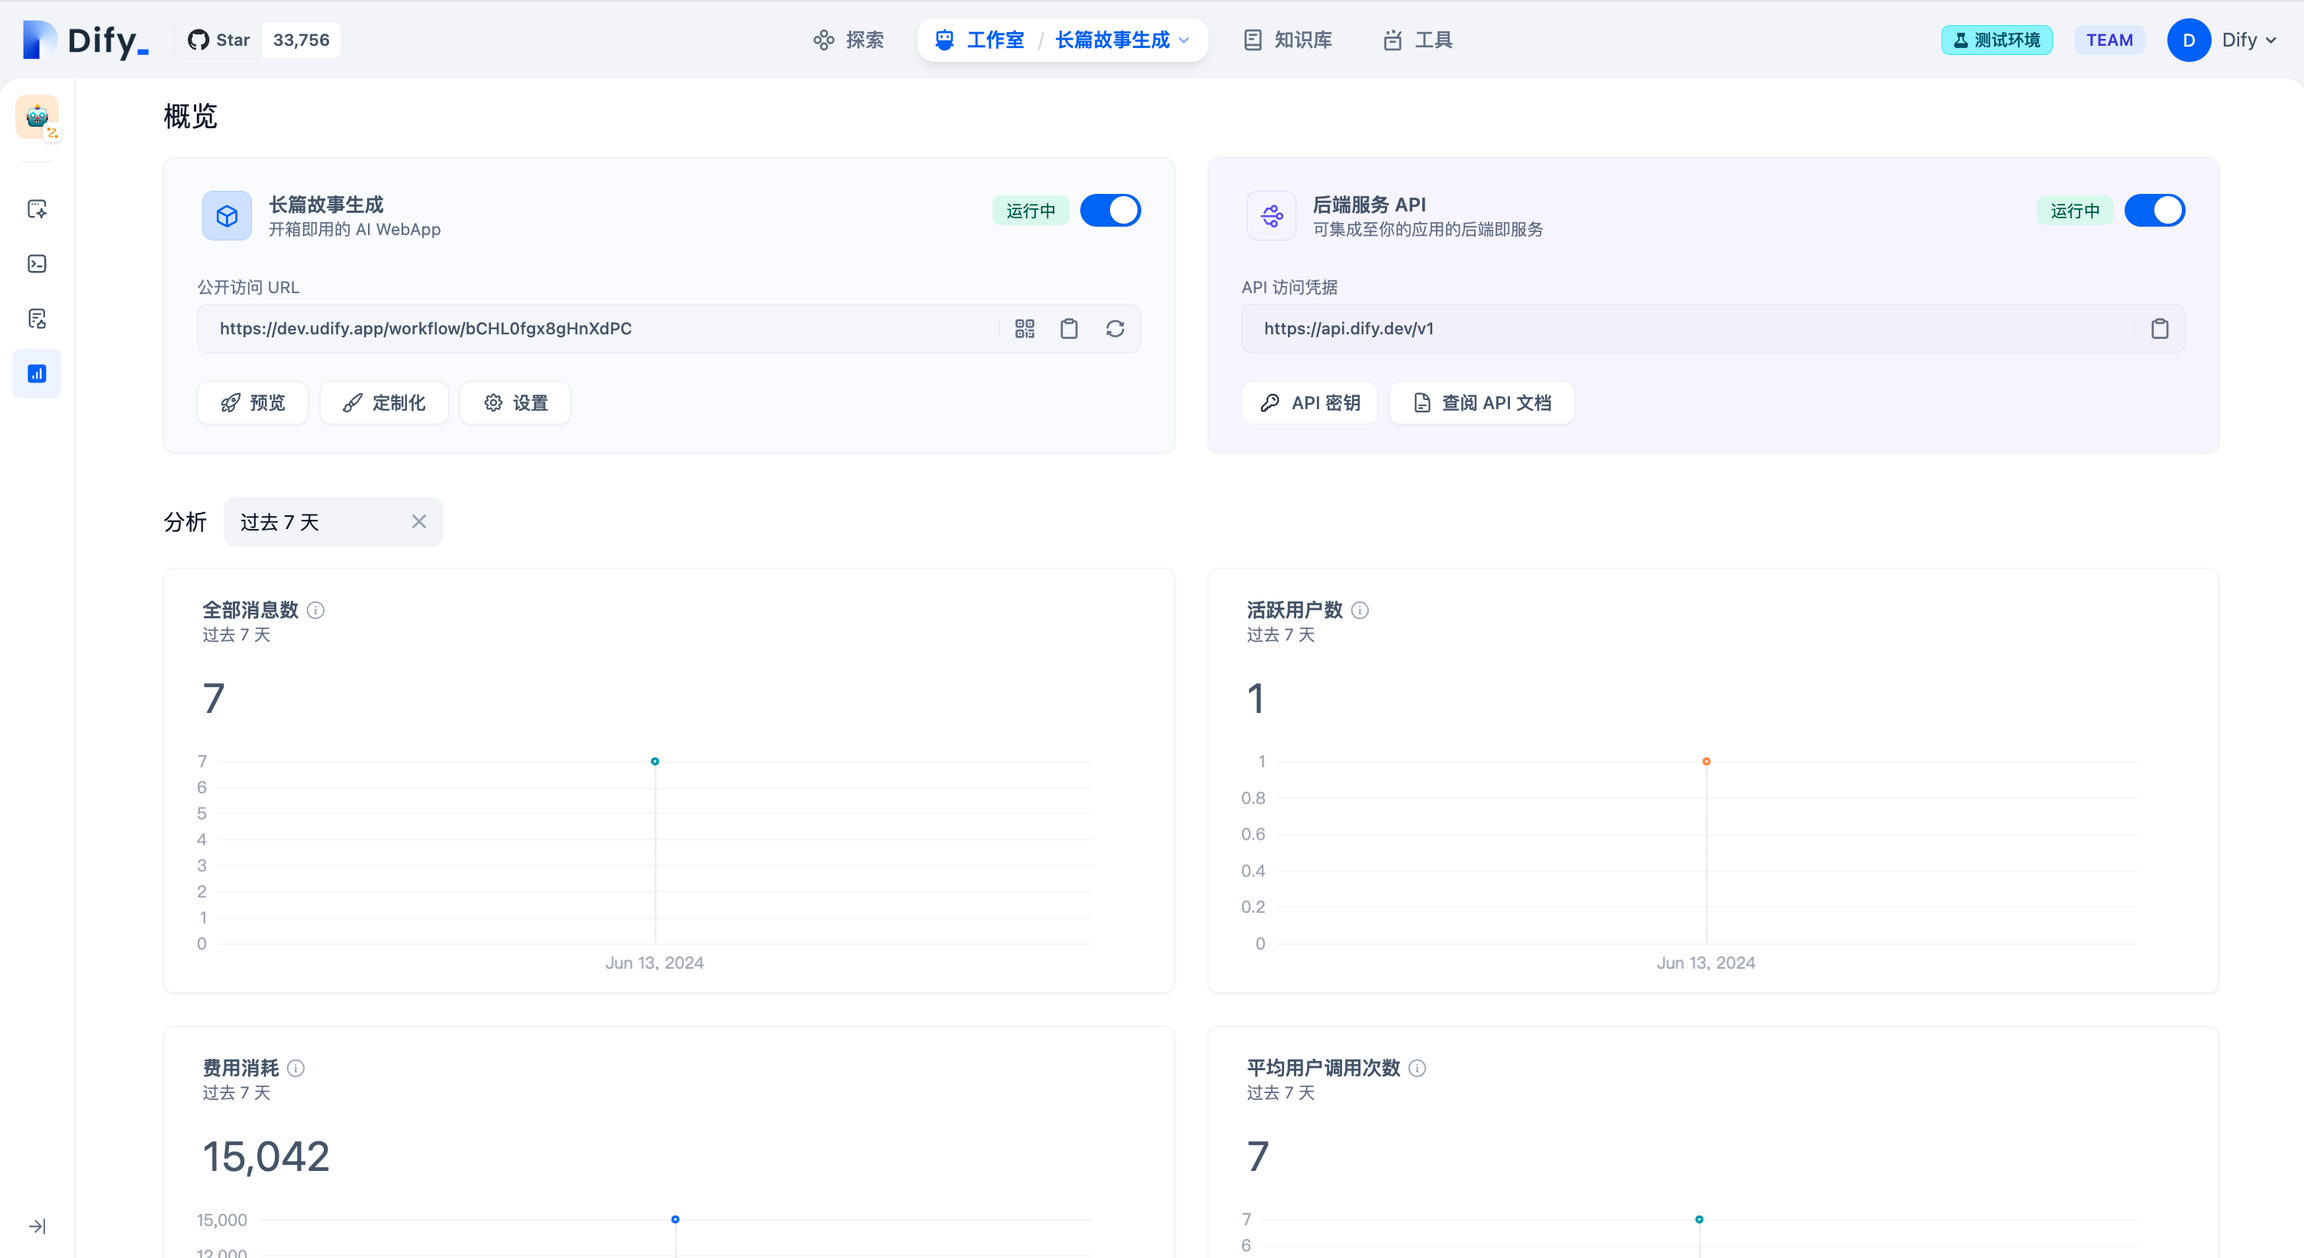 Dify_
Star 33,756
探索
工作室 / 长篇故事生成
知识库
工具
测试环境
TEAM
D
Dify
概览
长篇故事生成
开箱即用的 AI WebApp
运行中
公开访问 URL
https://dev.udify.app/workflow/bCHL0fgx8gHnXdPC
预览
定制化
设置
后端服务 API
可集成至你的应用的后端即服务
运行中
API 访问凭据
https://api.dify.dev/v1
API 密钥
查阅 API 文档
分析
过去 7 天
全部消息数
过去 7 天
7
7
6
5
4
3
2
1
0
Jun 13, 2024
活跃用户数
过去 7 天
1
1
0.8
0.6
0.4
0.2
0
Jun 13, 2024
费用消耗
过去 7 天
15,042
15,000
12,000
平均用户调用次数
过去 7 天
7
7
6